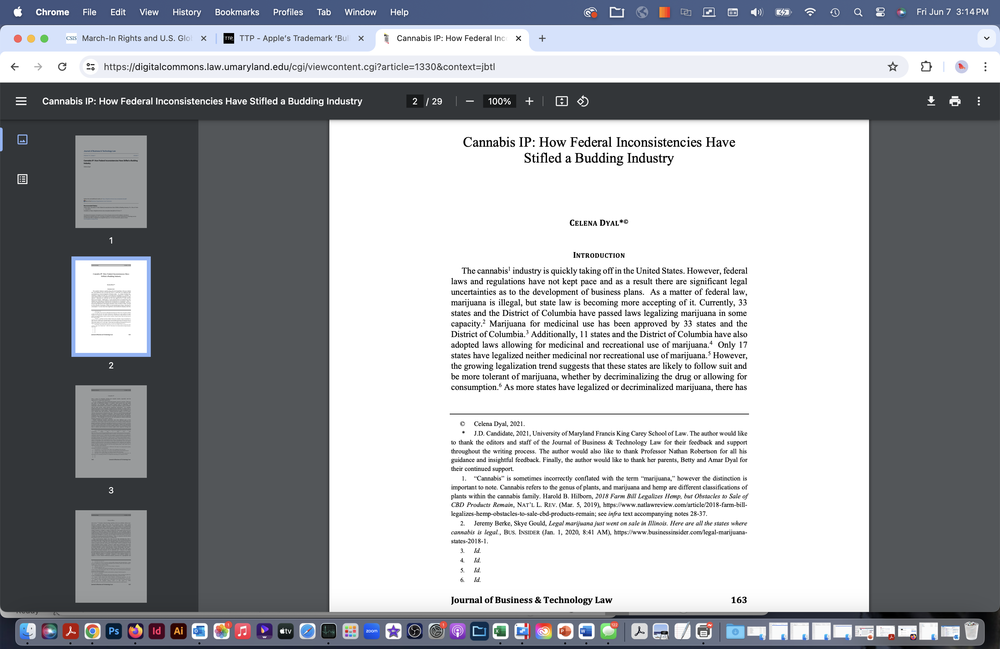 Chrome File Edit View History Bookmarks Profiles Tab Window Help Fri Jun 7 3:14 PM
CSIS March-In Rights and U.S. Glo TTP TTP - Apple's Trademark 'Bul Cannabis IP: How Federal Inc
https://digitalcommons.law.umaryland.edu/cgi/viewcontent.cgi?article=1330&context=jbtl
Cannabis IP: How Federal Inconsistencies Have Stifled a Budding Industry 2 / 29 100%
1
2
3
Cannabis IP: How Federal Inconsistencies Have
Stifled a Budding Industry
CELENA DYAL*©
INTRODUCTION
The cannabis¹ industry is quickly taking off in the United States. However, federal
laws and regulations have not kept pace and as a result there are significant legal
uncertainties as to the development of business plans. As a matter of federal law,
marijuana is illegal, but state law is becoming more accepting of it. Currently, 33
states and the District of Columbia have passed laws legalizing marijuana in some
capacity.² Marijuana for medicinal use has been approved by 33 states and the
District of Columbia.³ Additionally, 11 states and the District of Columbia have also
adopted laws allowing for medicinal and recreational use of marijuana.⁴ Only 17
states have legalized neither medicinal nor recreational use of marijuana.⁵ However,
the growing legalization trend suggests that these states are likely to follow suit and
be more tolerant of marijuana, whether by decriminalizing the drug or allowing for
consumption.⁶ As more states have legalized or decriminalized marijuana, there has
© Celena Dyal, 2021.
* J.D. Candidate, 2021, University of Maryland Francis King Carey School of Law. The author would like
to thank the editors and staff of the Journal of Business & Technology Law for their feedback and support
throughout the writing process. The author would also like to thank Professor Nathan Robertson for all his
guidance and insightful feedback. Finally, the author would like to thank her parents, Betty and Amar Dyal for
their continued support.
1. “Cannabis” is sometimes incorrectly conflated with the term “marijuana,” however the distinction is
important to note. Cannabis refers to the genus of plants, and marijuana and hemp are different classifications of
plants within the cannabis family. Harold B. Hilborn, 2018 Farm Bill Legalizes Hemp, but Obstacles to Sale of
CBD Products Remain, NAT’L L. REV. (Mar. 5, 2019), https://www.natlawreview.com/article/2018-farm-bill-
legalizes-hemp-obstacles-to-sale-cbd-products-remain; see infra text accompanying notes 28-37.
2. Jeremy Berke, Skye Gould, Legal marijuana just went on sale in Illinois. Here are all the states where
cannabis is legal., BUS. INSIDER (Jan. 1, 2020, 8:41 AM), https://www.businessinsider.com/legal-marijuana-
states-2018-1.
3. Id.
4. Id.
5. Id.
6. Id.
Journal of Business & Technology Law 163
Ready
Ps Id Ai 1 tv zoom 1 122